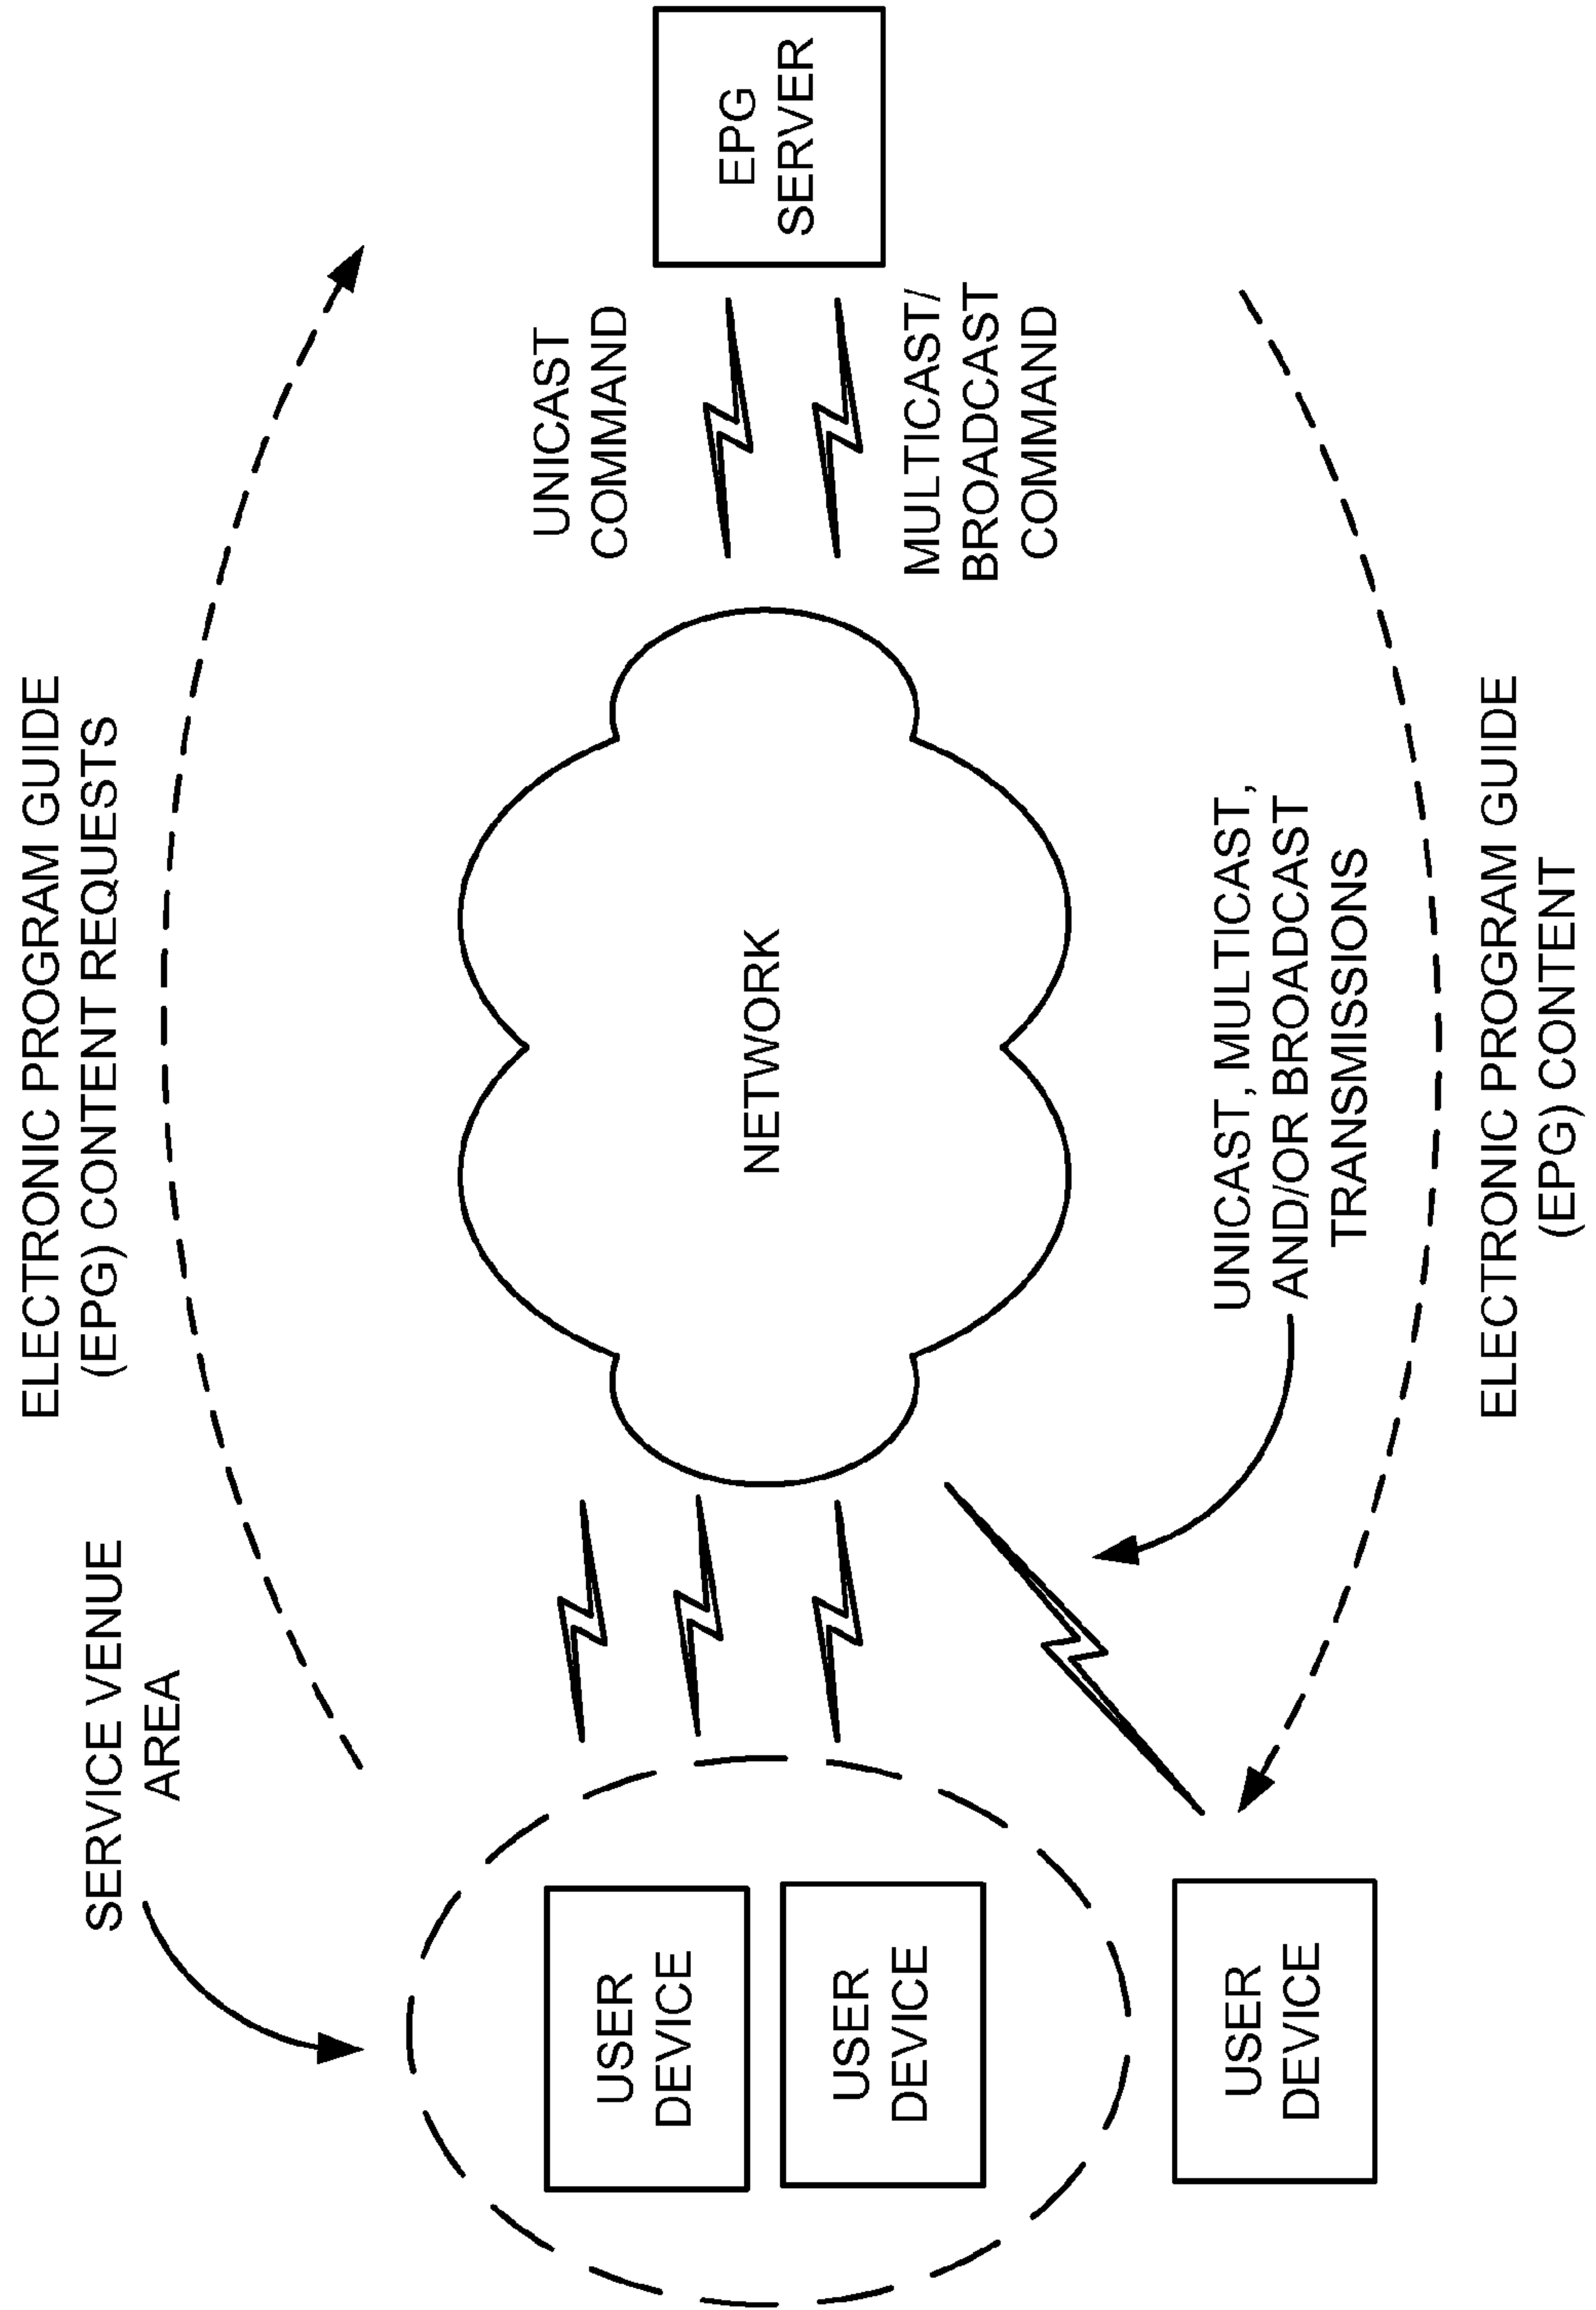 ELECTRONIC PROGRAM GUIDE
(EPG) CONTENT REQUESTS
SERVICE VENUE
AREA
UNICAST
COMMAND
EPG
SERVER
USER
DEVICE
NETWORK
USER
DEVICE
MULTICAST/
BROADCAST
COMMAND
UNICAST, MULTICAST,
AND/OR BROADCAST
TRANSMISSIONS
USER
DEVICE
ELECTRONIC PROGRAM GUIDE
(EPG) CONTENT